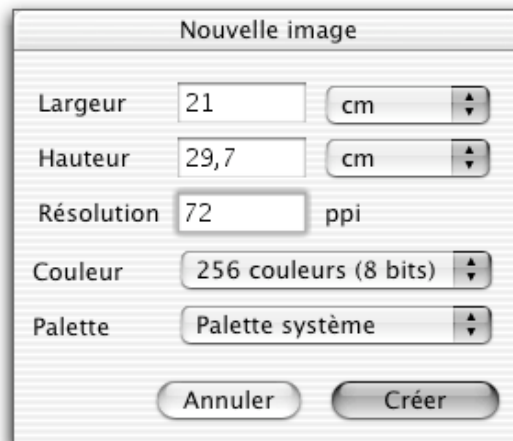 Nouvelle image
Largeur 21 cm
Hauteur 29,7 cm
Résolution 72 ppi
Couleur 256 couleurs (8 bits)
Palette Palette système
Annuler Créer